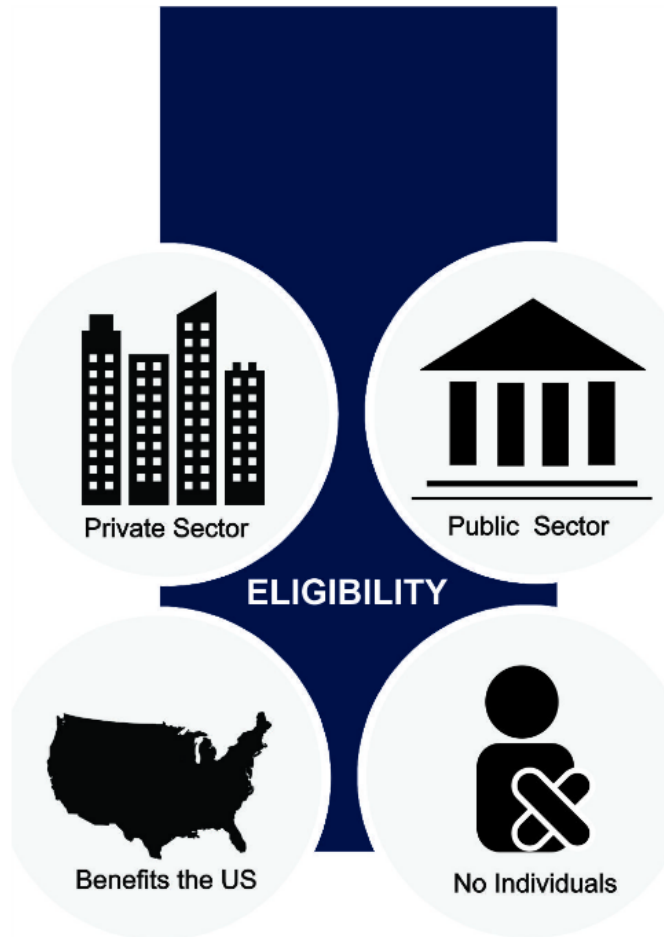 Private Sector
Public Sector
ELIGIBILITY
Benefits the US
No Individuals